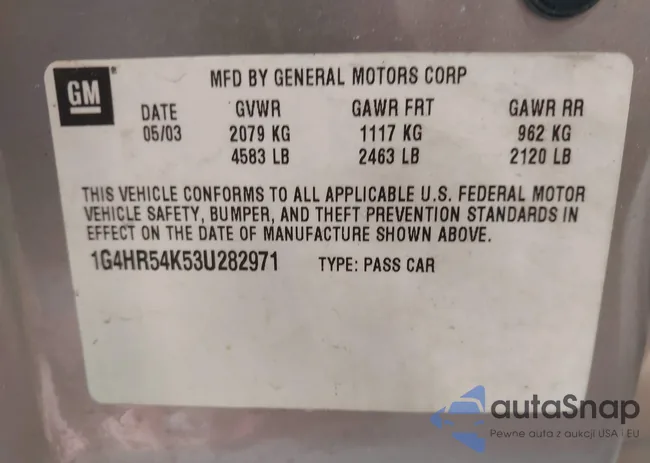 GM
MFD BY GENERAL MOTORS CORP
DATE GVWR GAWR FRT GAWR RR
05/03 2079 KG 1117 KG 962 KG
4583 LB 2463 LB 2120 LB
THIS VEHICLE CONFORMS TO ALL APPLICABLE U.S. FEDERAL MOTOR
VEHICLE SAFETY, BUMPER, AND THEFT PREVENTION STANDARDS IN
EFFECT ON THE DATE OF MANUFACTURE SHOWN ABOVE.
1G4HR54K53U282971 TYPE: PASS CAR
autaSnap
Pewne auta z aukcji USA i EU